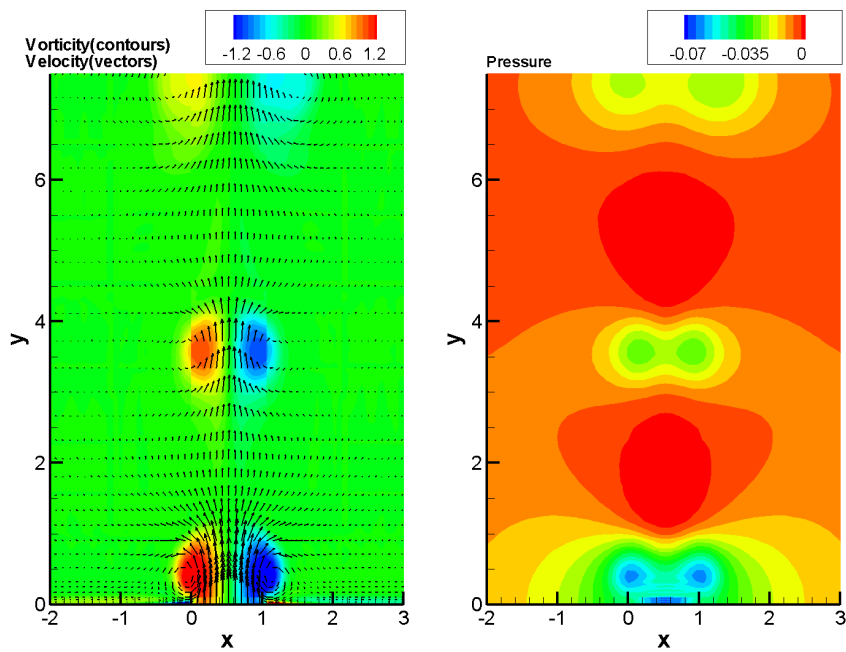 Vorticity(contours)
Velocity(vectors)
-1.2 -0.6 0 0.6 1.2
y
6
4
2
0
-2 -1 0 1 2 3
x
Pressure
-0.07 -0.035 0
y
6
4
2
0
-2 -1 0 1 2 3
x